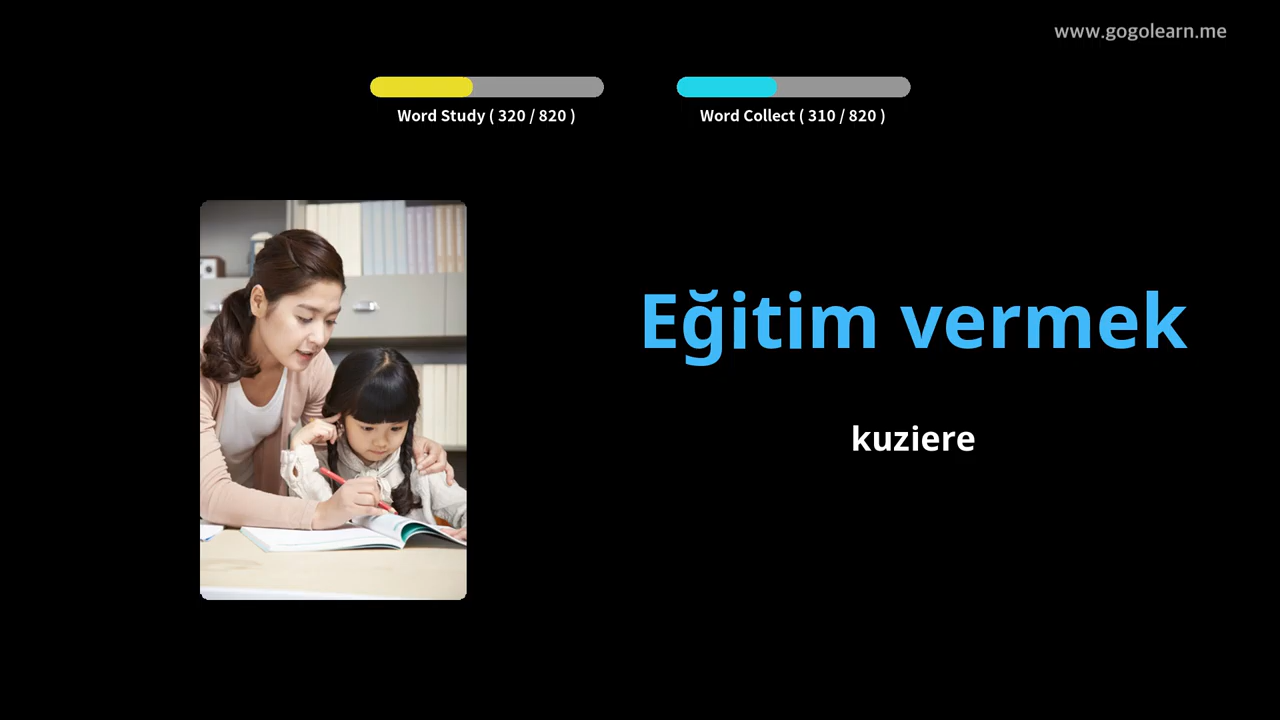 www.gogolearn.me
Word Study ( 320 / 820 )
Word Collect ( 310 / 820 )
Eğitim vermek
kuziere